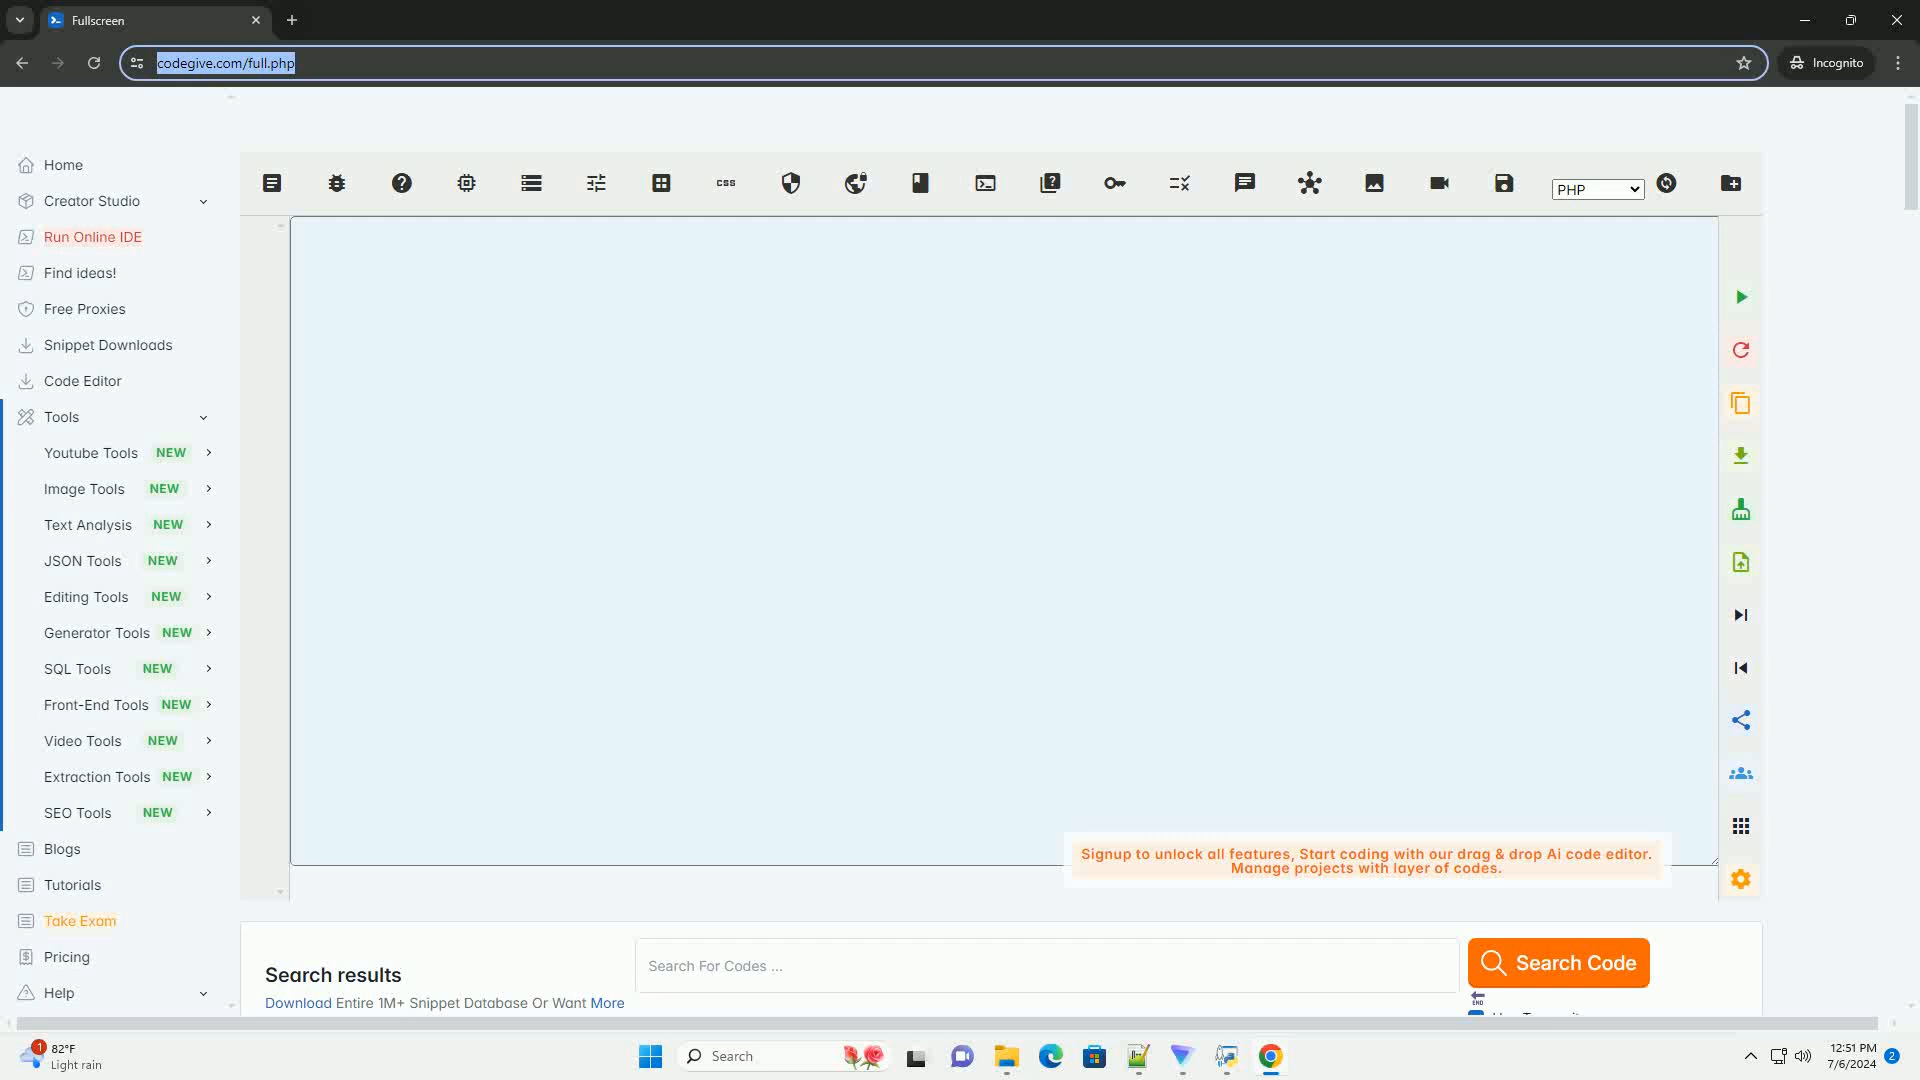 Fullscreen
codegive.com/full.php
Incognito
Home
Creator Studio
Run Online IDE
Find ideas!
Free Proxies
Snippet Downloads
Code Editor
Tools
Youtube Tools NEW
Image Tools NEW
Text Analysis NEW
JSON Tools NEW
Editing Tools NEW
Generator Tools NEW
SQL Tools NEW
Front-End Tools NEW
Video Tools NEW
Extraction Tools NEW
SEO Tools NEW
Blogs
Tutorials
Take Exam
Pricing
Help
css
PHP
Signup to unlock all features, Start coding with our drag & drop Ai code editor.
Manage projects with layer of codes.
Search results
Download Entire 1M+ Snippet Database Or Want More
Search For Codes ...
Search Code
END
1
82°F
Light rain
Search
12:51 PM
7/6/2024
2